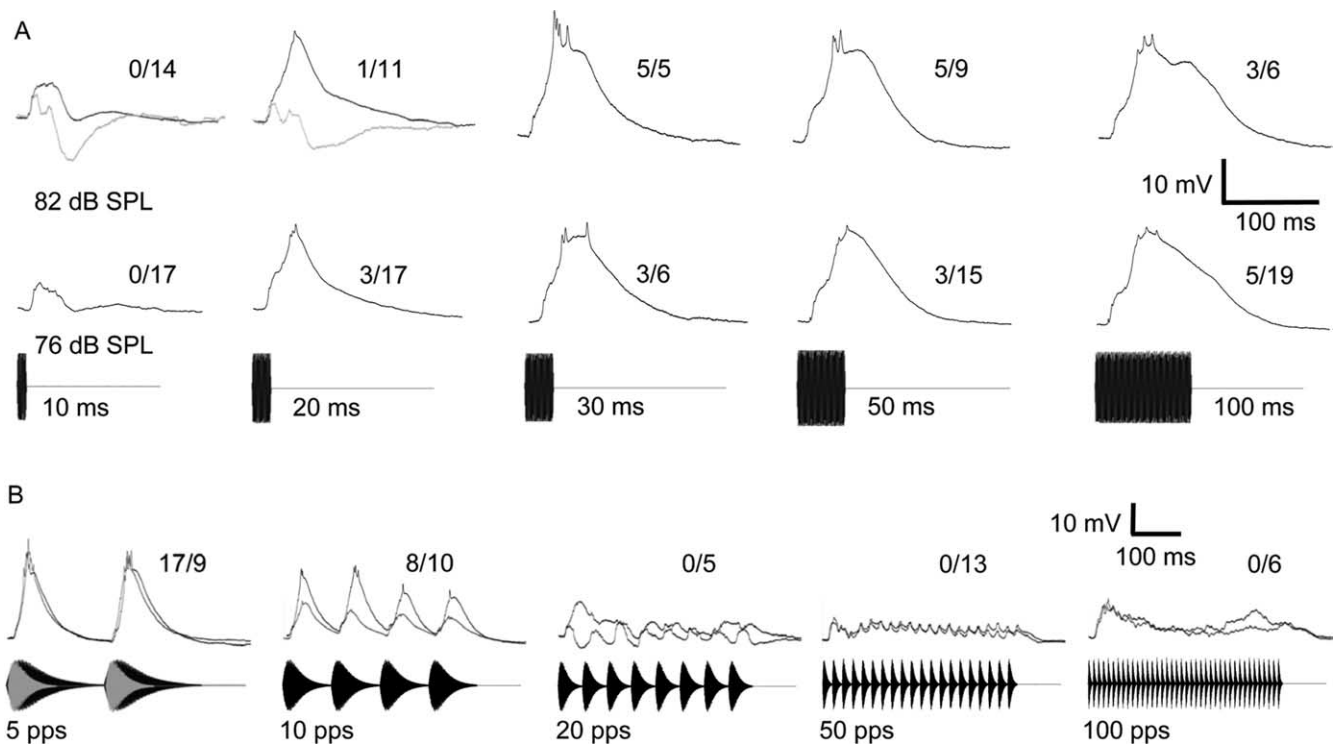 A
0/14 1/11 5/5 5/9 3/6
10 mV
100 ms
82 dB SPL
0/17 3/17 3/6 3/15 5/19
76 dB SPL
10 ms 20 ms 30 ms 50 ms 100 ms
B
10 mV
100 ms
17/9 8/10 0/5 0/13 0/6
5 pps 10 pps 20 pps 50 pps 100 pps